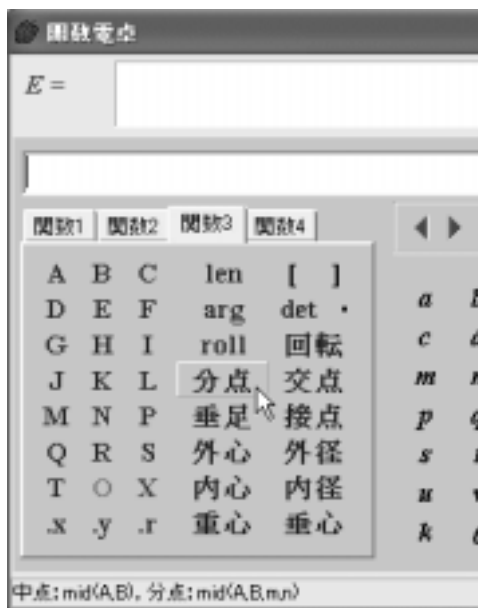 関数電卓
E =
関数1 関数2 関数3 関数4
A B C len [ ]
D E F arg det ・ a
G H I roll 回転 c
J K L 分点 交点 m
M N P 垂足 接点 p
Q R S 外心 外径 s
T O X 内心 内径 u
.x .y .r 重心 垂心 k
中点:mid(A,B), 分点:mid(A,B,m,n)